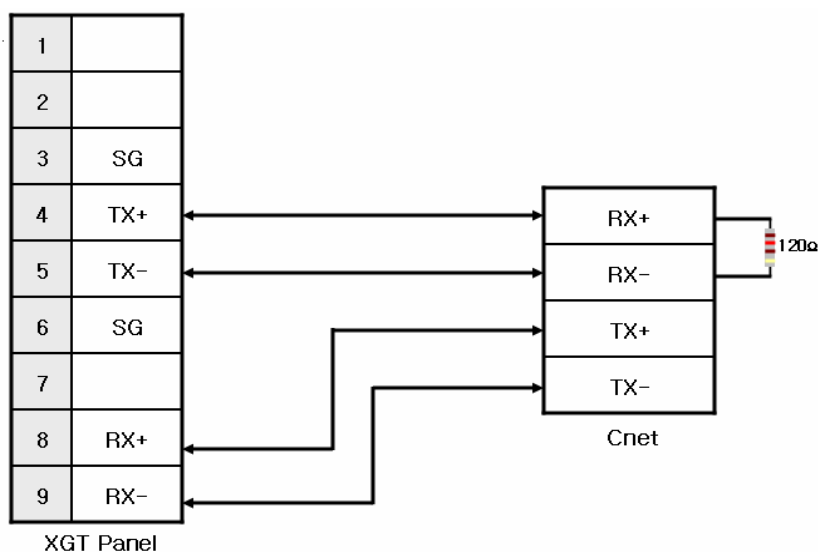 1
2
3 SG
4 TX+
5 TX-
6 SG
7
8 RX+
9 RX-
XGT Panel
RX+
RX-
TX+
TX-
Cnet
120Ω